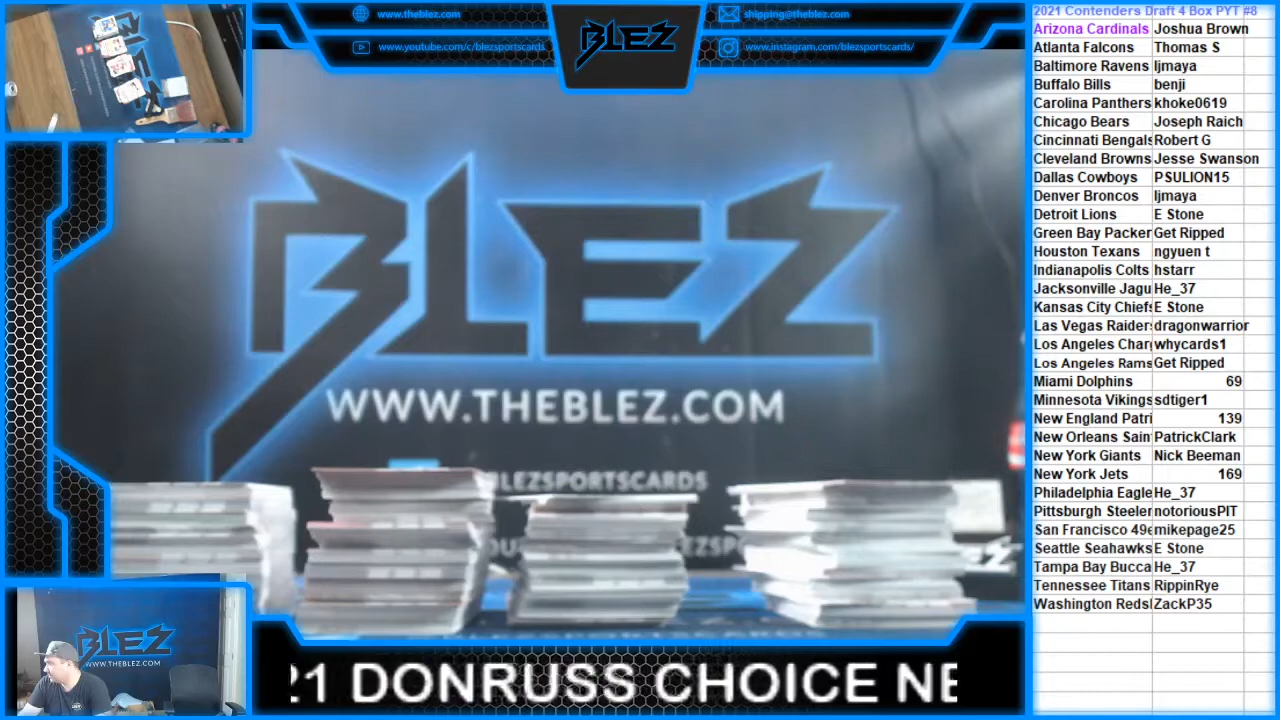 www.theblez.com
www.youtube.com/c/blezsportscards
BLEZ
shipping@theblez.com
www.instagram.com/blezsportscards/
BLEZ
WWW.THEBLEZ.COM
BLEZSPORTSCARDS
BLEZ
WWW.THEBLEZ.COM
21 DONRUSS CHOICE NE
2021 Contenders Draft 4 Box PYT #8
Arizona Cardinals Joshua Brown
Atlanta Falcons Thomas S
Baltimore Ravens ljmaya
Buffalo Bills benji
Carolina Panthers khoke0619
Chicago Bears Joseph Raich
Cincinnati Bengals Robert G
Cleveland Browns Jesse Swanson
Dallas Cowboys PSULION15
Denver Broncos ljmaya
Detroit Lions E Stone
Green Bay Packer Get Ripped
Houston Texans ngyuen t
Indianapolis Colts hstarr
Jacksonville Jagu He_37
Kansas City Chiefs E Stone
Las Vegas Raiders dragonwarrior
Los Angeles Char whycards1
Los Angeles Rams Get Ripped
Miami Dolphins 69
Minnesota Vikings sdtiger1
New England Patri 139
New Orleans Sain PatrickClark
New York Giants Nick Beeman
New York Jets 169
Philadelphia Eagle He_37
Pittsburgh Steeler notoriousPIT
San Francisco 49e mikepage25
Seattle Seahawks E Stone
Tampa Bay Bucca He_37
Tennessee Titans RippinRye
Washington Reds ZackP35